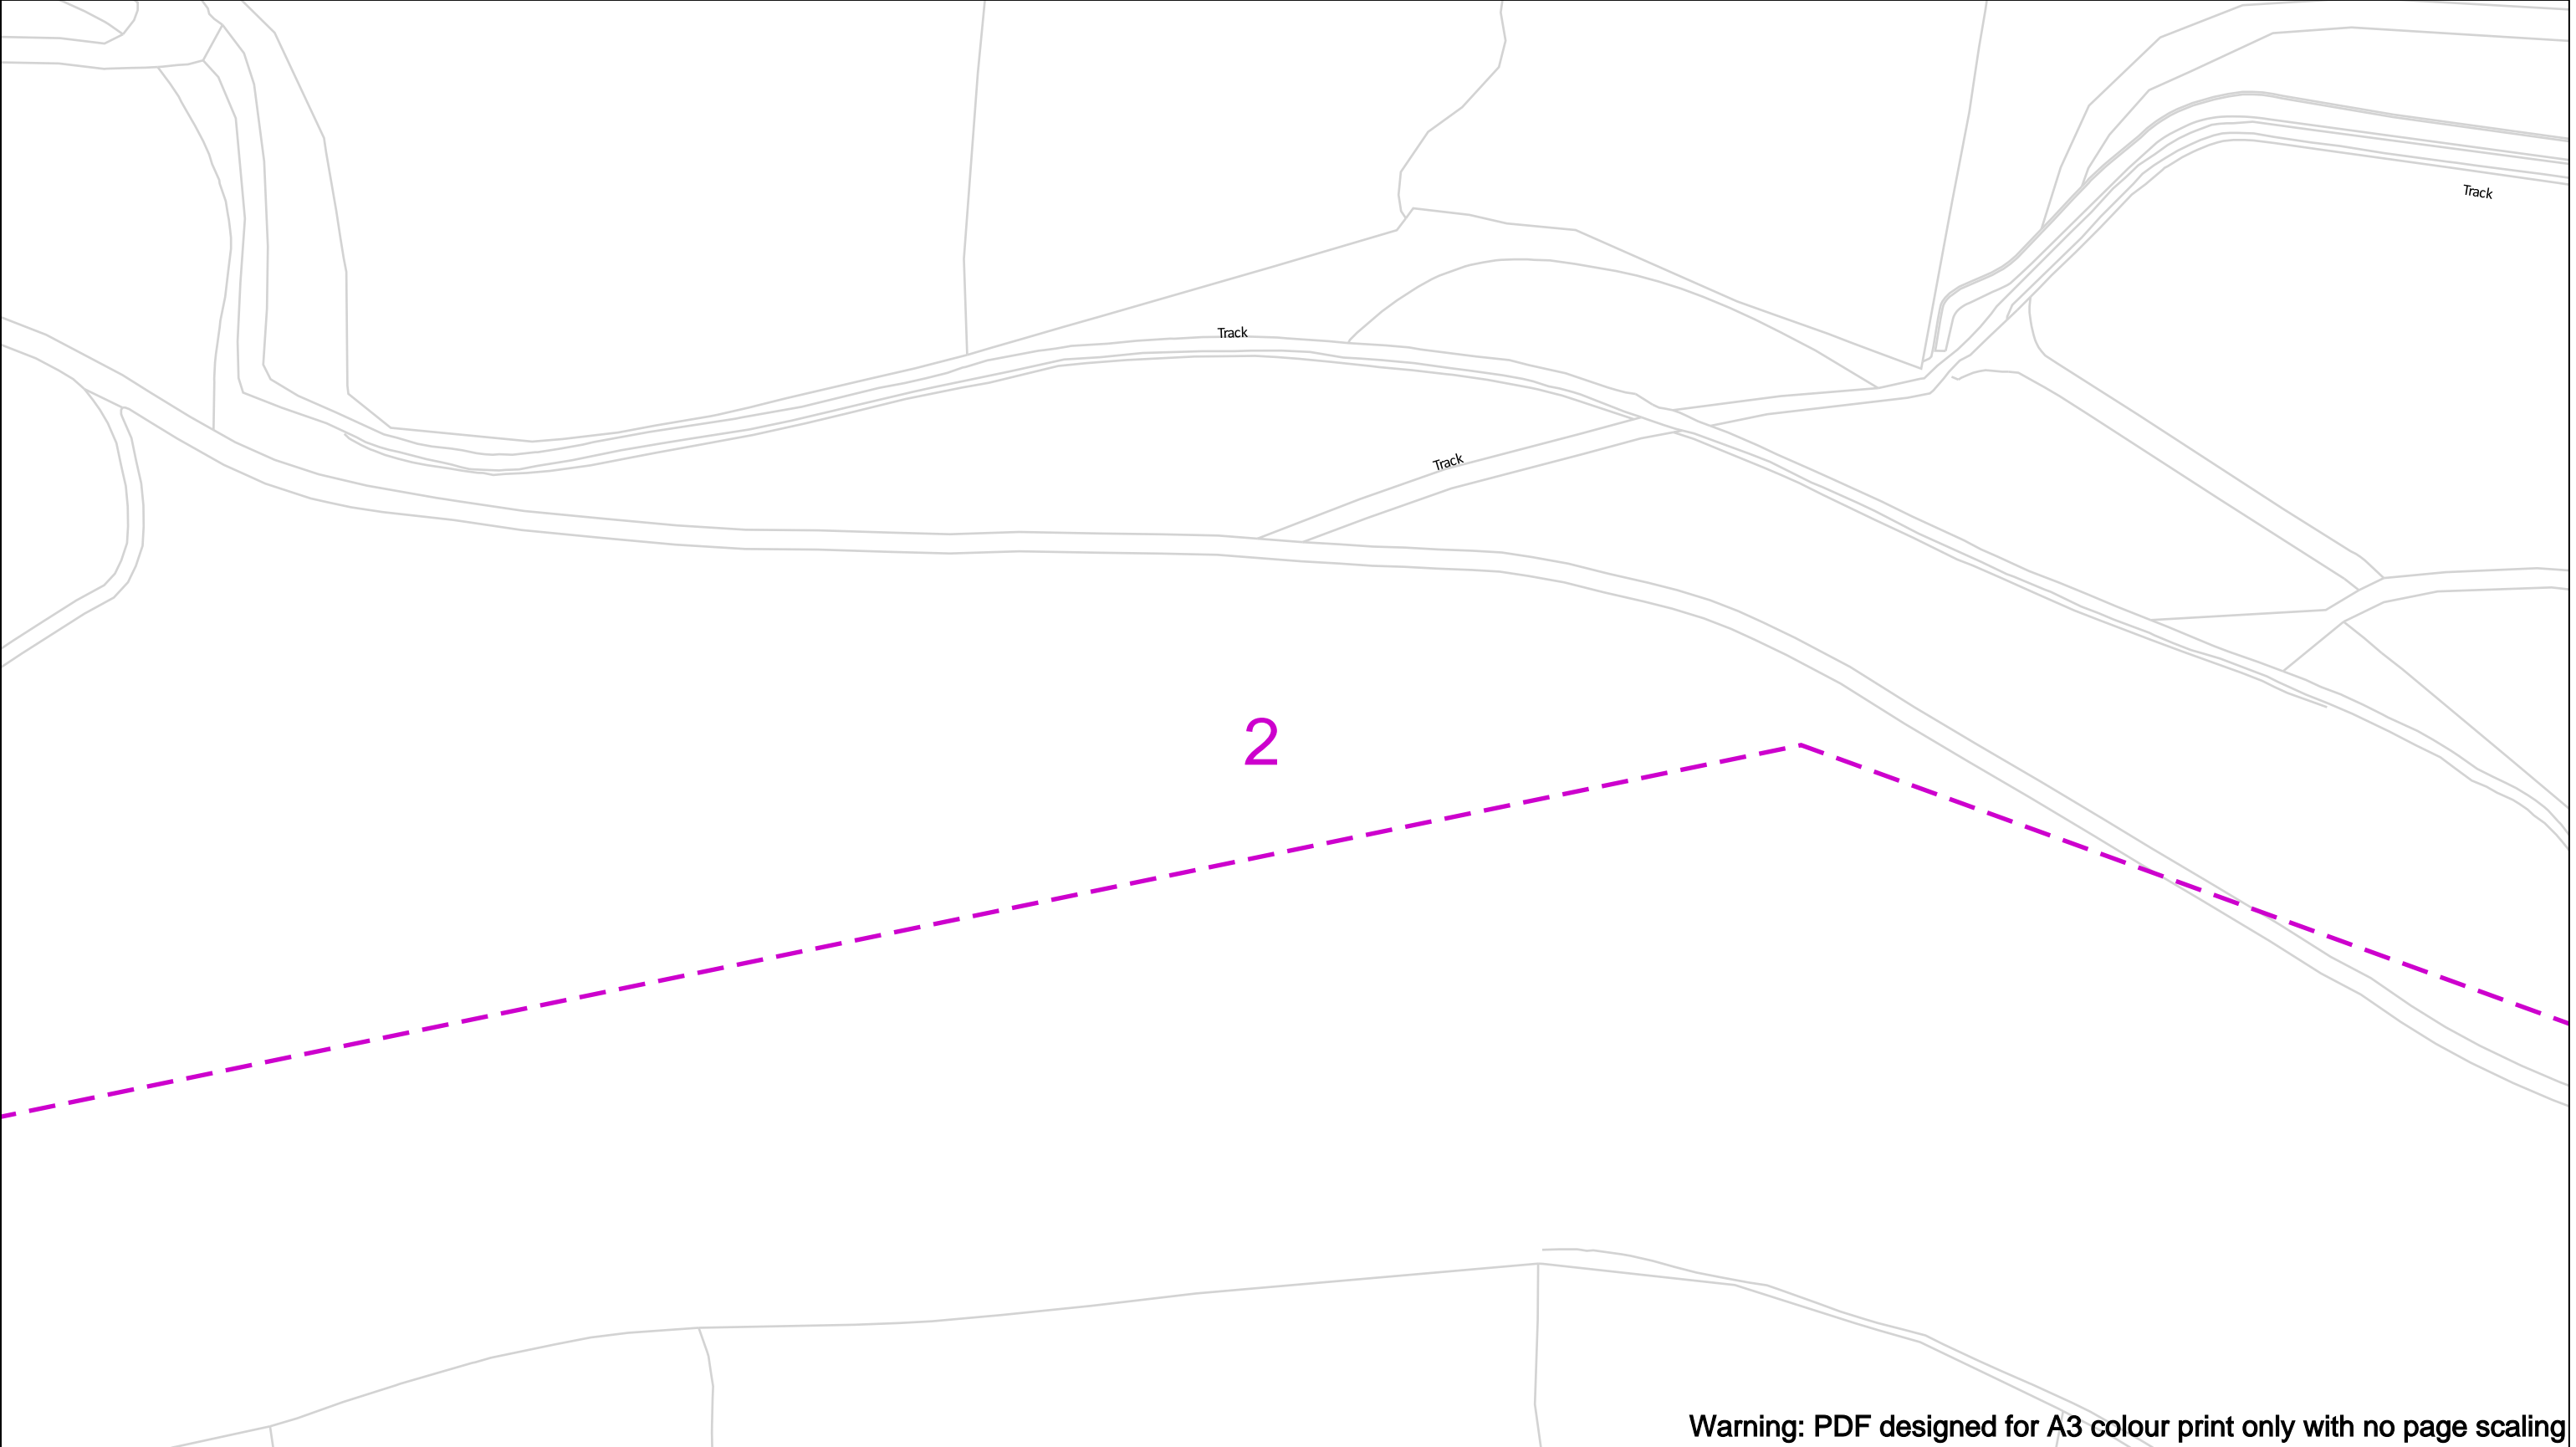 Track
Track
Track
2
Warning: PDF designed for A3 colour print only with no page scaling